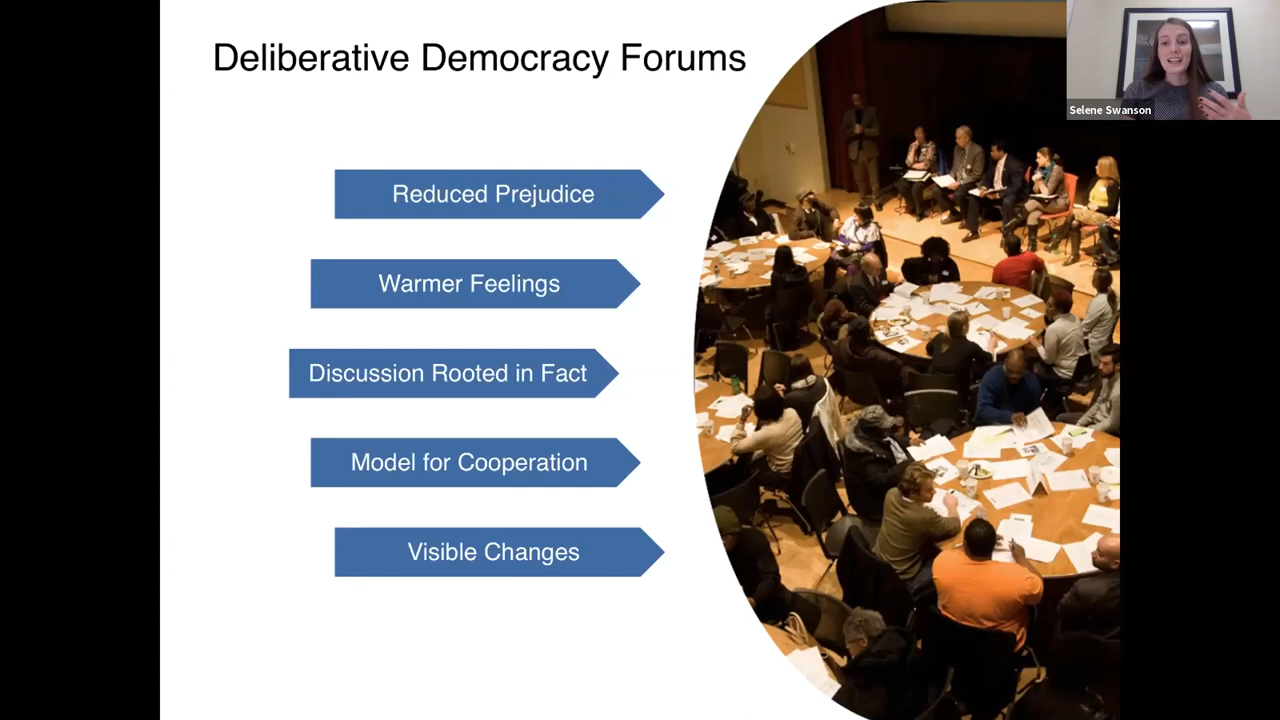 Deliberative Democracy Forums
Selene Swanson
Reduced Prejudice
Warmer Feelings
Discussion Rooted in Fact
Model for Cooperation
Visible Changes